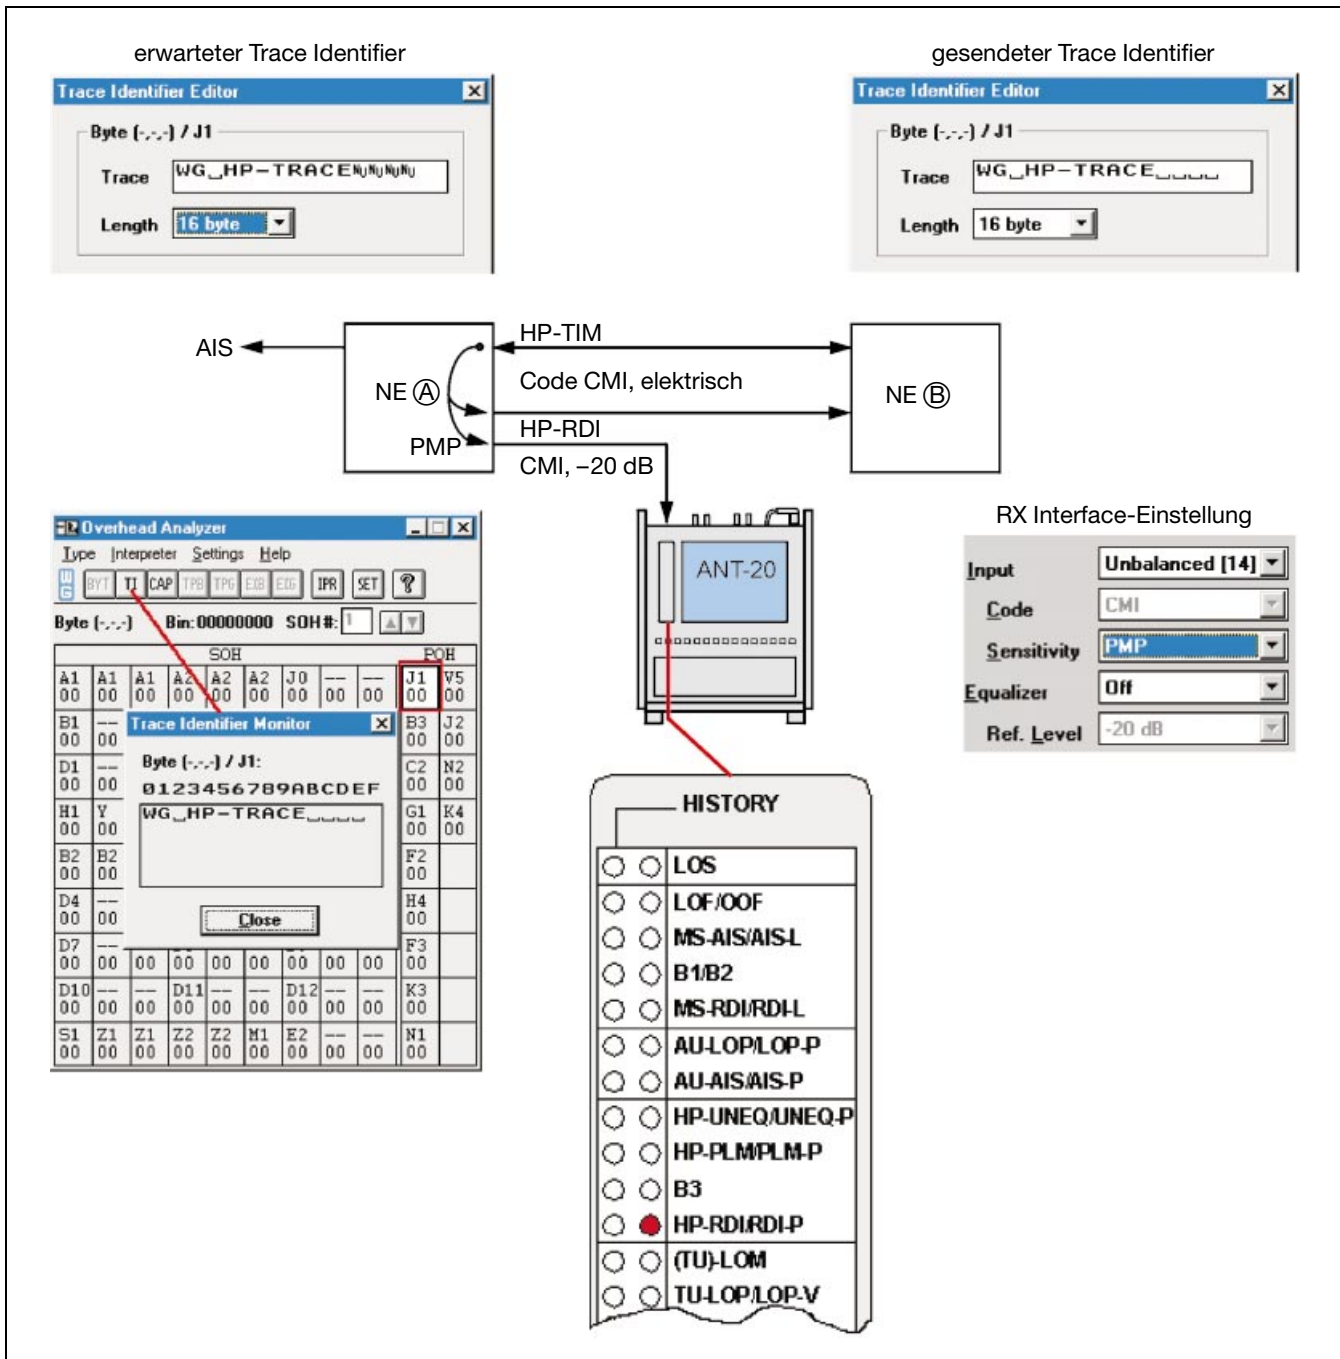 erwarteter Trace Identifier
Trace Identifier Editor
Byte (-,-,-) / J1
Trace WG␣HP-TRACENUNUNUNU
Length 16 byte
gesendeter Trace Identifier
Trace Identifier Editor
Byte (-,-,-) / J1
Trace WG␣HP-TRACE␣␣␣␣
Length 16 byte
AIS
NE Ⓐ
PMP
HP-TIM
Code CMI, elektrisch
HP-RDI
CMI, –20 dB
NE Ⓑ
ANT-20
Overhead Analyzer
Type Interpreter Settings Help
WG BYT TI CAP TPB TPG EXB EXG IPR SET ?
Byte (-,-,-) Bin: 00000000 SOH #: 1
SOH POH
A1 A1 A1 A2 A2 A2 J0 -- -- J1 V5
00 00 00 00 00 00 00 00 00 00 00
B1 -- B3 J2
00 00 00 00
D1 -- C2 N2
00 00 00 00
H1 Y G1 K4
00 00 00 00
B2 B2 F2
00 00 00
D4 -- H4
00 00 00
D7 -- F3
00 00 00 00 00 00 00 00 00 00
D10 -- -- D11 -- -- D12 -- -- K3
00 00 00 00 00 00 00 00 00 00
S1 Z1 Z1 Z2 Z2 M1 E2 -- -- N1
00 00 00 00 00 00 00 00 00 00
Trace Identifier Monitor
Byte (-,-,-) / J1:
0123456789ABCDEF
WG␣HP-TRACE␣␣␣␣
Close
RX Interface-Einstellung
Input Unbalanced [14]
Code CMI
Sensitivity PMP
Equalizer Off
Ref. Level -20 dB
HISTORY
LOS
LOF/OOF
MS-AIS/AIS-L
B1/B2
MS-RDI/RDI-L
AU-LOP/LOP-P
AU-AIS/AIS-P
HP-UNEQ/UNEQ-P
HP-PLM/PLM-P
B3
HP-RDI/RDI-P
(TU)-LOM
TU-LOP/LOP-V